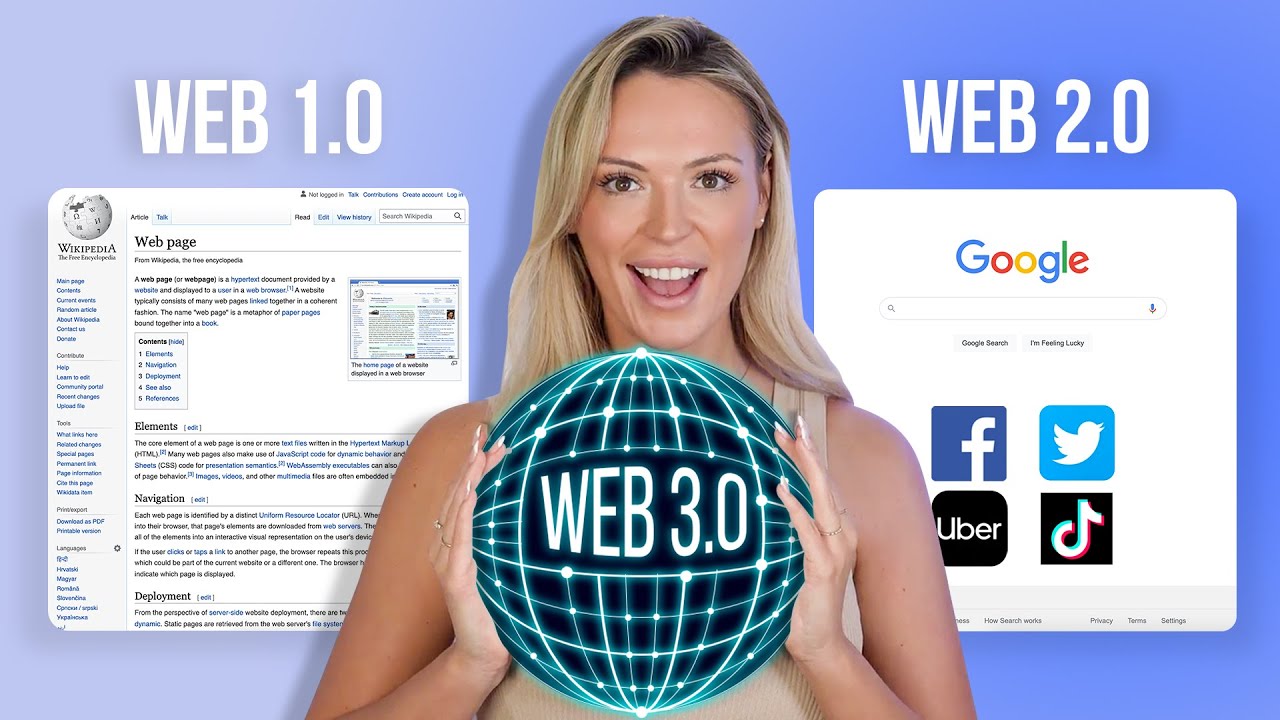 WEB 1.0
WEB 2.0
WEB 3.0
WIKIPEDIA
The Free Encyclopedia
Main page
Contents
Current events
Random article
About Wikipedia
Contact us
Donate
Contribute
Help
Learn to edit
Community portal
Recent changes
Upload file
Tools
What links here
Related changes
Special pages
Permanent link
Page information
Cite this page
Wikidata item
Print/export
Download as PDF
Printable version
Languages
हिन्दी
Hrvatski
Magyar
Română
Slovenčina
Српски / srpski
Українська
Not logged in Talk Contributions Create account Log in
Article Talk Read Edit View history Search Wikipedia
Web page
From Wikipedia, the free encyclopedia
A web page (or webpage) is a hypertext document provided by a
website and displayed to a user in a web browser.[1] A website
typically consists of many web pages linked together in a coherent
fashion. The name "web page" is a metaphor of paper pages
bound together into a book.
The home page of a website
displayed in a web browser
Contents [hide]
1 Elements
2 Navigation
3 Deployment
4 See also
5 References
Elements [ edit ]
The core element of a web page is one or more text files written in the Hypertext Markup L
(HTML).[2] Many web pages also make use of JavaScript code for dynamic behavior and
Sheets (CSS) code for presentation semantics.[2] WebAssembly executables can also
of page behavior.[3] Images, videos, and other multimedia files are often embedded i
Navigation [ edit ]
Each web page is identified by a distinct Uniform Resource Locator (URL). Whe
into their browser, that page's elements are downloaded from web servers. The
all of the elements into an interactive visual representation on the user's devic
If the user clicks or taps a link to another page, the browser repeats this pro
which could be part of the current website or a different one. The browser h
indicate which page is displayed.
Deployment [ edit ]
From the perspective of server-side website deployment, there are tw
dynamic. Static pages are retrieved from the web server's file system
Google
Google Search I'm Feeling Lucky
f
Uber
ness How Search works Privacy Terms Settings